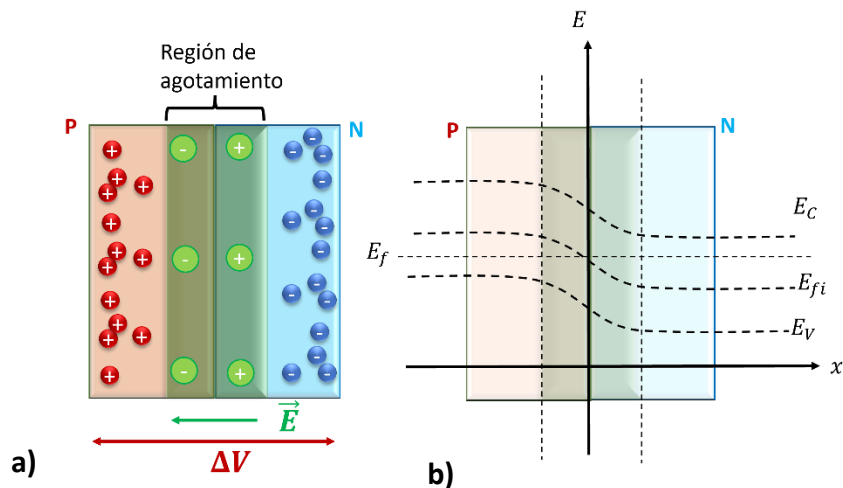 Región de
agotamiento
P
N
+ + + + + + + + + + + +
- - -
+ + +
- - - - - - - - - - - - - - - - - -
E⃗
ΔV
a)
E
P
N
E_C
E_f
E_fi
E_V
x
b)